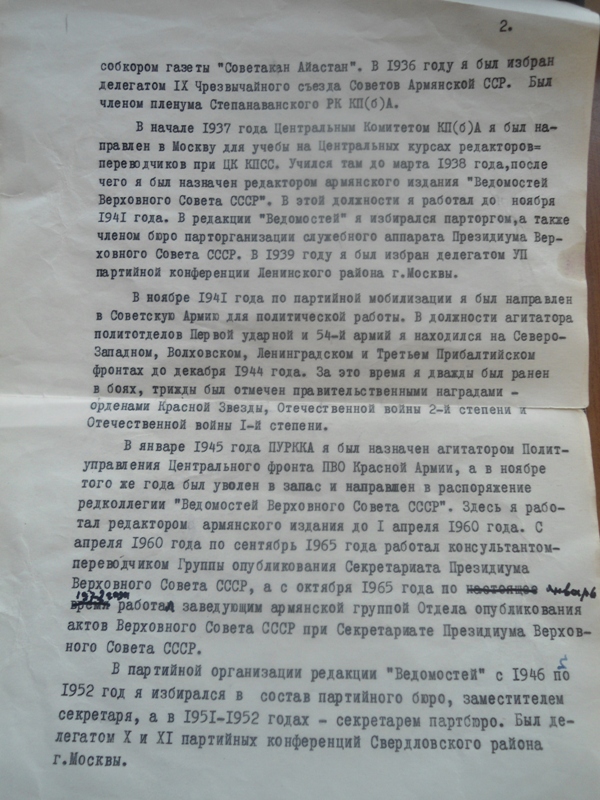 2.
собкором газеты "Советакан Айастан". В 1936 году я был избран
делегатом IX Чрезвычайного съезда Советов Армянской ССР. Был
членом пленума Степанаванского РК КП(б)А.
В начале 1937 года Центральным Комитетом КП(б)А я был на-
правлен в Москву для учебы на Центральных курсах редакторов=
переводчиков при ЦК КПСС. Учился там до марта 1938 года,после
чего я был назначен редактором армянского издания "Ведомостей
Верховного Совета СССР". В этой должности я работал до ноября
1941 года. В редакции "Ведомостей" я избирался парторгом,а также
членом бюро парторганизации служебного аппарата Президиума Вер-
ховного Совета СССР. В 1939 году я был избран делегатом УП
партийной конференции Ленинского района г.Москвы.
В ноябре 1941 года по партийной мобилизации я был направлен
в Советскую Армию для политической работы. В должности агитатора
политотделов Первой ударной и 54-й армий я находился на Северо-
Западном, Волховском, Ленинградском и Третьем Прибалтийском
фронтах до декабря 1944 года. За это время я дважды был ранен
в боях, трижды был отмечен правительственными наградами -
орденами Красной Звезды, Отечественной войны 2-й степени и
Отечественной войны I-й степени.
В январе 1945 года ПУРККА я был назначен агитатором Полит-
управления Центрального фронта ПВО Красной Армии, а в ноябре
того же года был уволен в запас и направлен в распоряжение
редколлегии "Ведомостей Верховного Совета СССР". Здесь я рабо-
тал редактором армянского издания до I апреля 1960 года. С
апреля 1960 года по сентябрь 1965 года работал консультантом-
переводчиком Группы опубликования Секретариата Президиума
Верховного Совета СССР, а с октября 1965 года по настоящее январь
время работал заведующим армянской группой Отдела опубликования
актов Верховного Совета СССР при Секретариате Президиума Верхов-
ного Совета СССР.
В партийной организации редакции "Ведомостей" с 1946 по
1952 год я избирался в состав партийного бюро, заместителем
секретаря, а в 1951-1952 годах - секретарем партбюро. Был де-
легатом X и XI партийных конференций Свердловского района
г.Москвы.